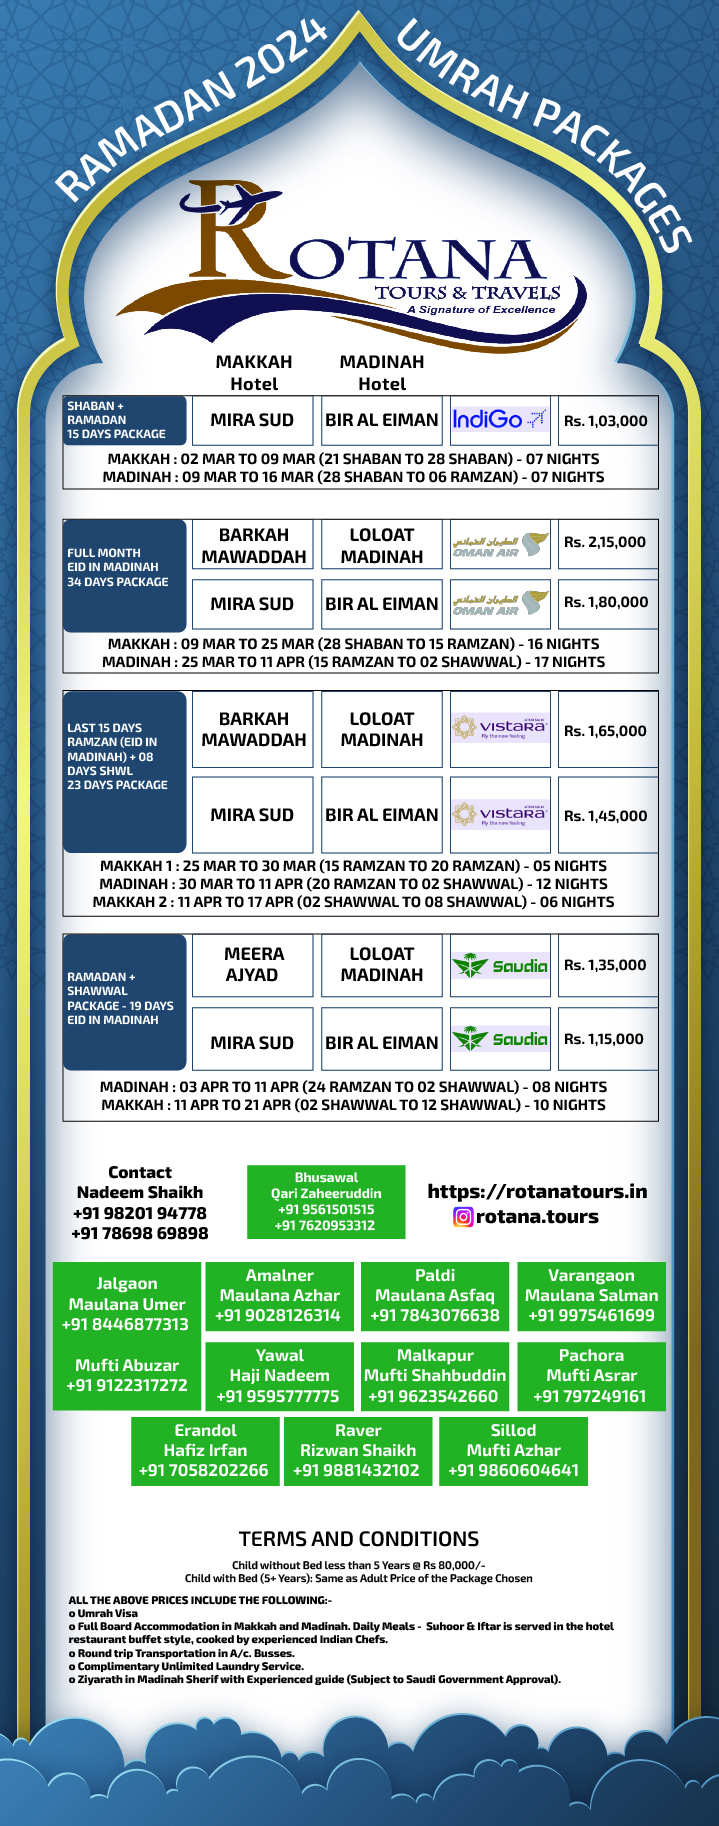 RAMADAN 2024 UMRAH PACKAGES
ROTANA
TOURS & TRAVELS
A Signature of Excellence
MAKKAH MADINAH
Hotel Hotel
SHABAN +
RAMADAN
15 DAYS PACKAGE
MIRA SUD BIR AL EIMAN IndiGo Rs. 1,03,000
MAKKAH : 02 MAR TO 09 MAR (21 SHABAN TO 28 SHABAN) - 07 NIGHTS
MADINAH : 09 MAR TO 16 MAR (28 SHABAN TO 06 RAMZAN) - 07 NIGHTS
FULL MONTH
EID IN MADINAH
34 DAYS PACKAGE
BARKAH LOLOAT
MAWADDAH MADINAH
الطيران العماني
OMAN AIR
Rs. 2,15,000
MIRA SUD BIR AL EIMAN
الطيران العماني
OMAN AIR
Rs. 1,80,000
MAKKAH : 09 MAR TO 25 MAR (28 SHABAN TO 15 RAMZAN) - 16 NIGHTS
MADINAH : 25 MAR TO 11 APR (15 RAMZAN TO 02 SHAWWAL) - 17 NIGHTS
LAST 15 DAYS
RAMZAN (EID IN
MADINAH) + 08
DAYS SHWL
23 DAYS PACKAGE
BARKAH LOLOAT
MAWADDAH MADINAH
VISTARA
Fly the new feeling
Rs. 1,65,000
MIRA SUD BIR AL EIMAN
VISTARA
Fly the new feeling
Rs. 1,45,000
MAKKAH 1 : 25 MAR TO 30 MAR (15 RAMZAN TO 20 RAMZAN) - 05 NIGHTS
MADINAH : 30 MAR TO 11 APR (20 RAMZAN TO 02 SHAWWAL) - 12 NIGHTS
MAKKAH 2 : 11 APR TO 17 APR (02 SHAWWAL TO 08 SHAWWAL) - 06 NIGHTS
RAMADAN +
SHAWWAL
PACKAGE - 19 DAYS
EID IN MADINAH
MEERA LOLOAT
AJYAD MADINAH
Saudia Rs. 1,35,000
MIRA SUD BIR AL EIMAN Saudia Rs. 1,15,000
MADINAH : 03 APR TO 11 APR (24 RAMZAN TO 02 SHAWWAL) - 08 NIGHTS
MAKKAH : 11 APR TO 21 APR (02 SHAWWAL TO 12 SHAWWAL) - 10 NIGHTS
Contact
Nadeem Shaikh
+91 98201 94778
+91 78698 69898
Bhusawal
Qari Zaheeruddin
+91 9561501515
+91 7620953312
https://rotanatours.in
rotana.tours
Jalgaon
Maulana Umer
+91 8446877313
Mufti Abuzar
+91 9122317272
Amalner
Maulana Azhar
+91 9028126314
Paldi
Maulana Asfaq
+91 7843076638
Varangaon
Maulana Salman
+91 9975461699
Yawal
Haji Nadeem
+91 9595777775
Malkapur
Mufti Shahbuddin
+91 9623542660
Pachora
Mufti Asrar
+91 797249161
Erandol
Hafiz Irfan
+91 7058202266
Raver
Rizwan Shaikh
+91 9881432102
Sillod
Mufti Azhar
+91 9860604641
TERMS AND CONDITIONS
Child without Bed less than 5 Years @ Rs 80,000/-
Child with Bed (5+ Years): Same as Adult Price of the Package Chosen
ALL THE ABOVE PRICES INCLUDE THE FOLLOWING:-
o Umrah Visa
o Full Board Accommodation in Makkah and Madinah. Daily Meals - Suhoor & Iftar is served in the hotel
restaurant buffet style, cooked by experienced Indian Chefs.
o Round trip Transportation in A/c. Busses.
o Complimentary Unlimited Laundry Service.
o Ziyarath in Madinah Sherif with Experienced guide (Subject to Saudi Government Approval).